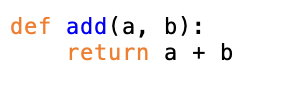 def add(a, b):
    return a + b